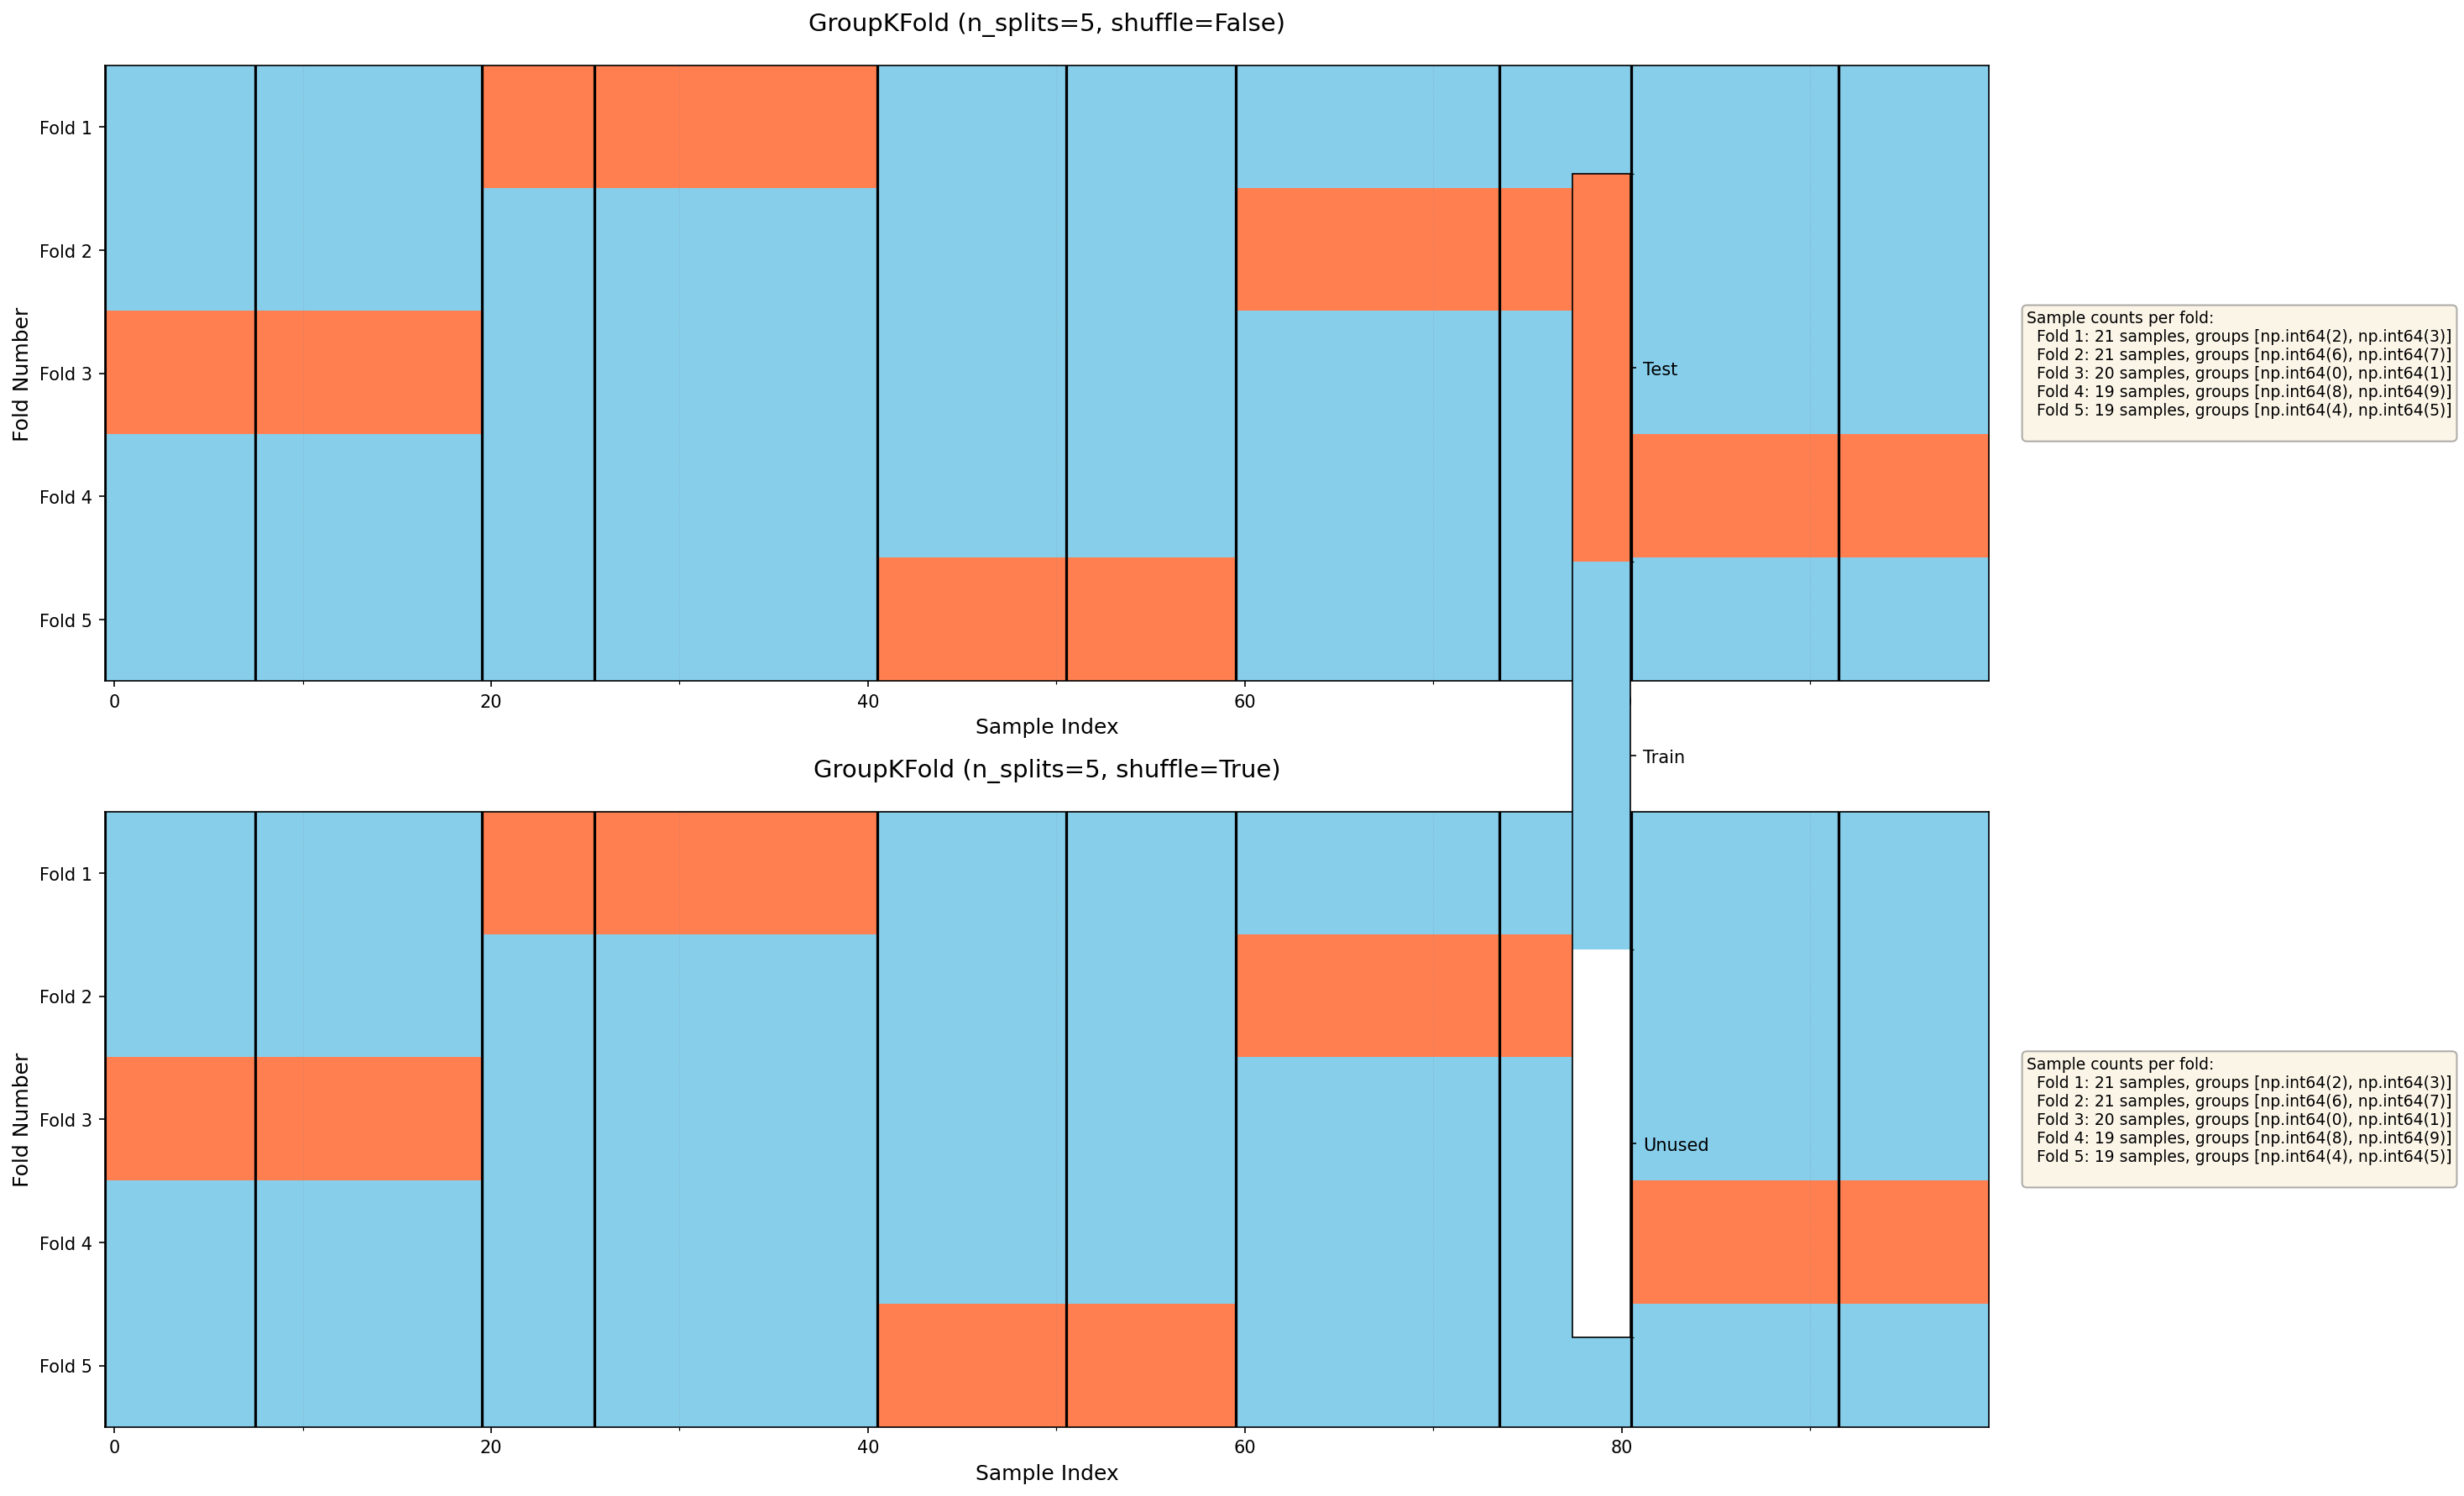 GroupKFold (n_splits=5, shuffle=False)
Fold Number
Fold 1
Fold 2
Fold 3
Fold 4
Fold 5
0
20
40
60
Sample Index
Sample counts per fold:
Fold 1: 21 samples, groups [np.int64(2), np.int64(3)]
Fold 2: 21 samples, groups [np.int64(6), np.int64(7)]
Fold 3: 20 samples, groups [np.int64(0), np.int64(1)]
Fold 4: 19 samples, groups [np.int64(8), np.int64(9)]
Fold 5: 19 samples, groups [np.int64(4), np.int64(5)]
Test
Train
Unused
GroupKFold (n_splits=5, shuffle=True)
Fold Number
Fold 1
Fold 2
Fold 3
Fold 4
Fold 5
0
20
40
60
80
Sample Index
Sample counts per fold:
Fold 1: 21 samples, groups [np.int64(2), np.int64(3)]
Fold 2: 21 samples, groups [np.int64(6), np.int64(7)]
Fold 3: 20 samples, groups [np.int64(0), np.int64(1)]
Fold 4: 19 samples, groups [np.int64(8), np.int64(9)]
Fold 5: 19 samples, groups [np.int64(4), np.int64(5)]